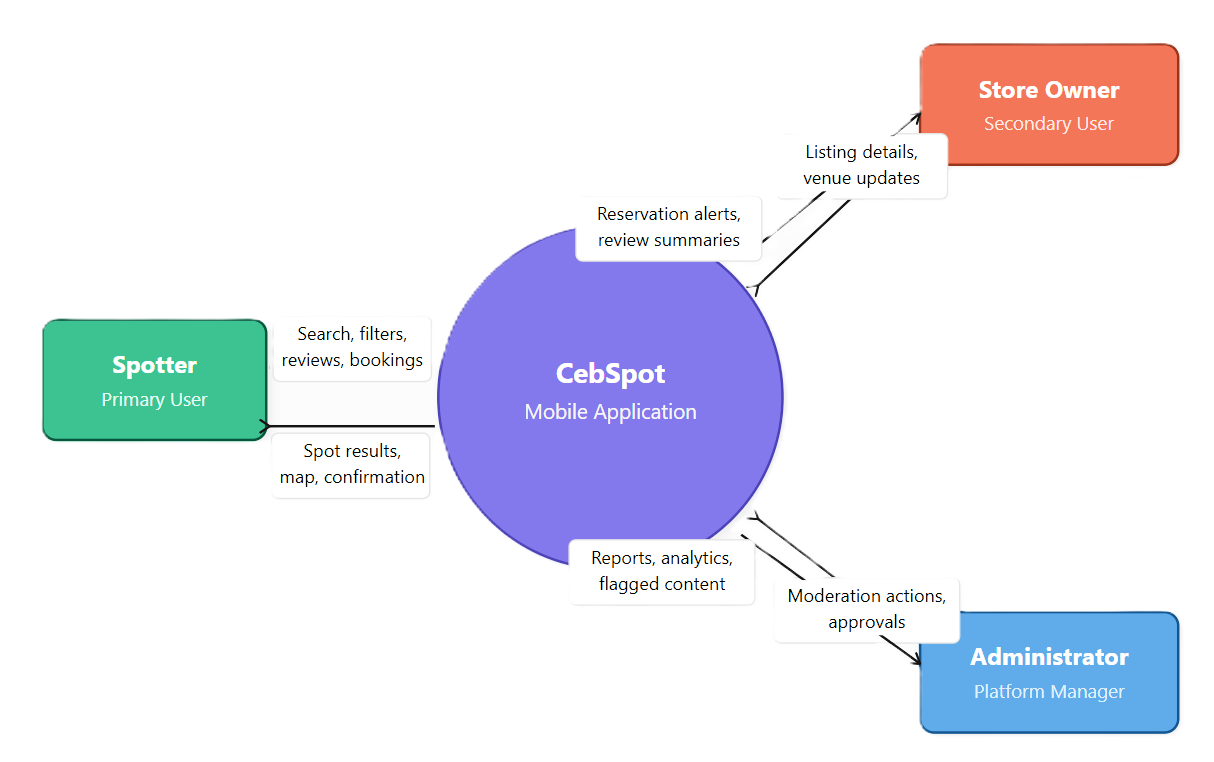 Store Owner
Secondary User
Listing details,
venue updates
Reservation alerts,
review summaries
Search, filters,
reviews, bookings
Spotter
Primary User
CebSpot
Mobile Application
Spot results,
map, confirmation
Reports, analytics,
flagged content
Moderation actions,
approvals
Administrator
Platform Manager